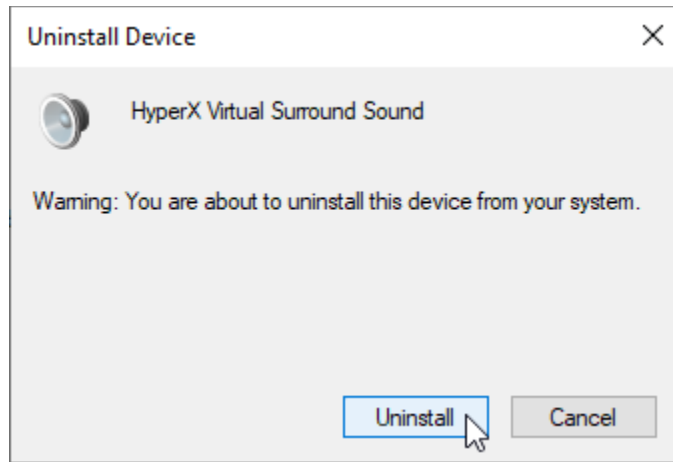 Uninstall Device
HyperX Virtual Surround Sound
Warning: You are about to uninstall this device from your system.
Uninstall
Cancel